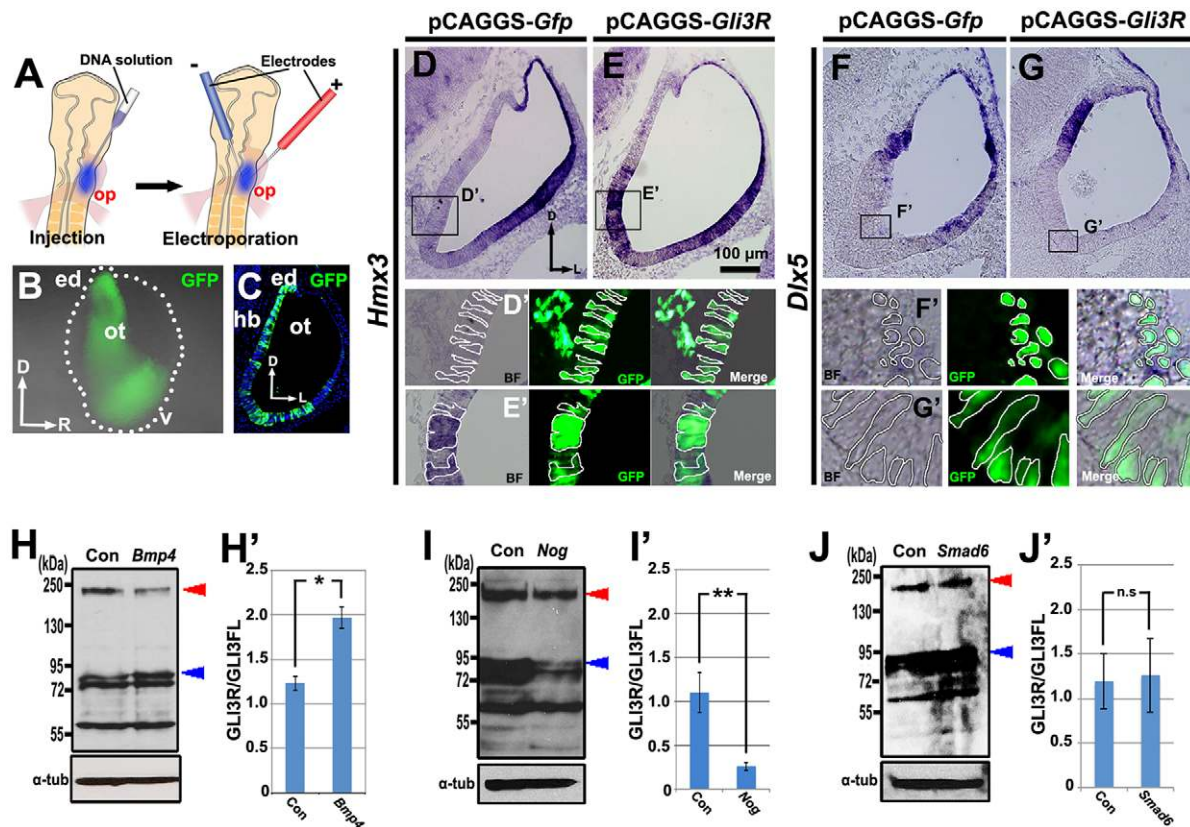 pCAGGS-Gfp pCAGGS-Gli3R
pCAGGS-Gfp pCAGGS-Gli3R
A
DNA solution
-
Electrodes
+
op
op
Injection
Electroporation
B
ed
GFP
ot
D
R
v
C
ed
GFP
hb
ot
D
L
Hmx3
D
D'
D
L
E
E'
100 μm
D'
BF
GFP
Merge
E'
BF
GFP
Merge
Dlx5
F
F'
G
G'
F'
BF
GFP
Merge
G'
BF
GFP
Merge
H
(kDa)
Con Bmp4
250
130
95
72
55
α-tub
H'
GLI3R/GLI3FL
2.5
2.0
1.5
1.0
0.5
0
*
Con
Bmp4
I
(kDa)
Con Nog
250
130
95
72
55
α-tub
I'
GLI3R/GLI3FL
2.5
2.0
1.5
1.0
0.5
0
**
Con
Nog
J
(kDa)
Con Smad6
250
130
95
72
55
α-tub
J'
GLI3R/GLI3FL
2.5
2.0
1.5
1.0
0.5
0
n.s
Con
Smad6